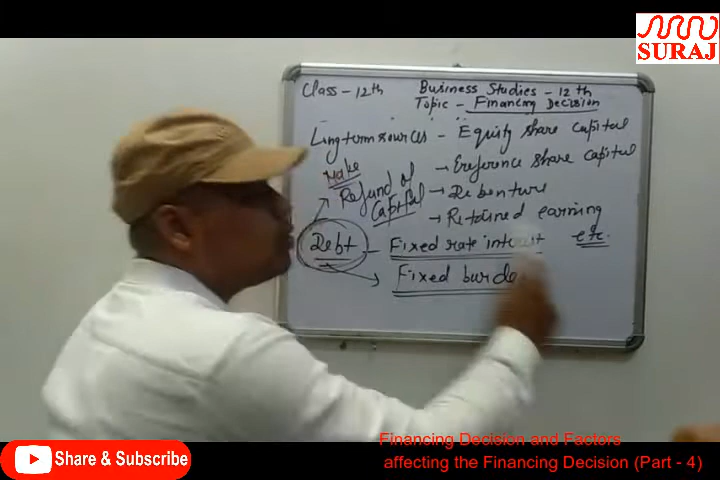 SURAJ
Class - 12th
Business Studies - 12th
Topic - Financing Decision
Long term sources - Equity share capital
→ Preference share capital
→ Debenture
→ Retained earning
etc.
Make
Refund of
Capital
Debt - Fixed rate interest
Fixed burden
Financing Decision and Factors
affecting the Financing Decision (Part - 4)
Share & Subscribe